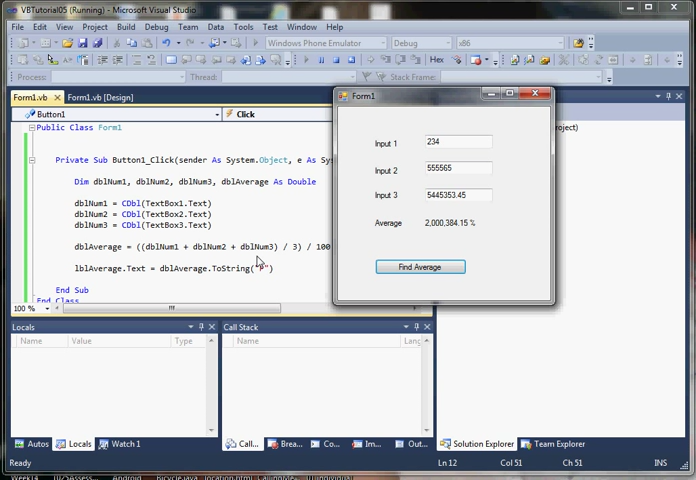 VBTutorial05 (Running) - Microsoft Visual Studio
File Edit View Project Build Debug Team Data Tools Test Window Help
Windows Phone Emulator Debug x86
Hex
Process: Thread: Stack Frame:
Form1.vb Form1.vb [Design]
Button1 Click
Public Class Form1
Private Sub Button1_Click(sender As System.Object, e As Sys
Dim dblNum1, dblNum2, dblNum3, dblAverage As Double
dblNum1 = CDbl(TextBox1.Text)
dblNum2 = CDbl(TextBox2.Text)
dblNum3 = CDbl(TextBox3.Text)
dblAverage = ((dblNum1 + dblNum2 + dblNum3) / 3) / 100
lblAverage.Text = dblAverage.ToString("P")
End Sub
End Class
100 %
Form1
Input 1 234
Input 2 555565
Input 3 5445353.45
Average 2,000,384.15 %
Find Average
roject)
Locals
Name Value Type
Call Stack
Name Lang
Autos Locals Watch 1
Call... Brea... Co... Im... Out...
Solution Explorer Team Explorer
Ready Ln 12 Col 51 Ch 51 INS